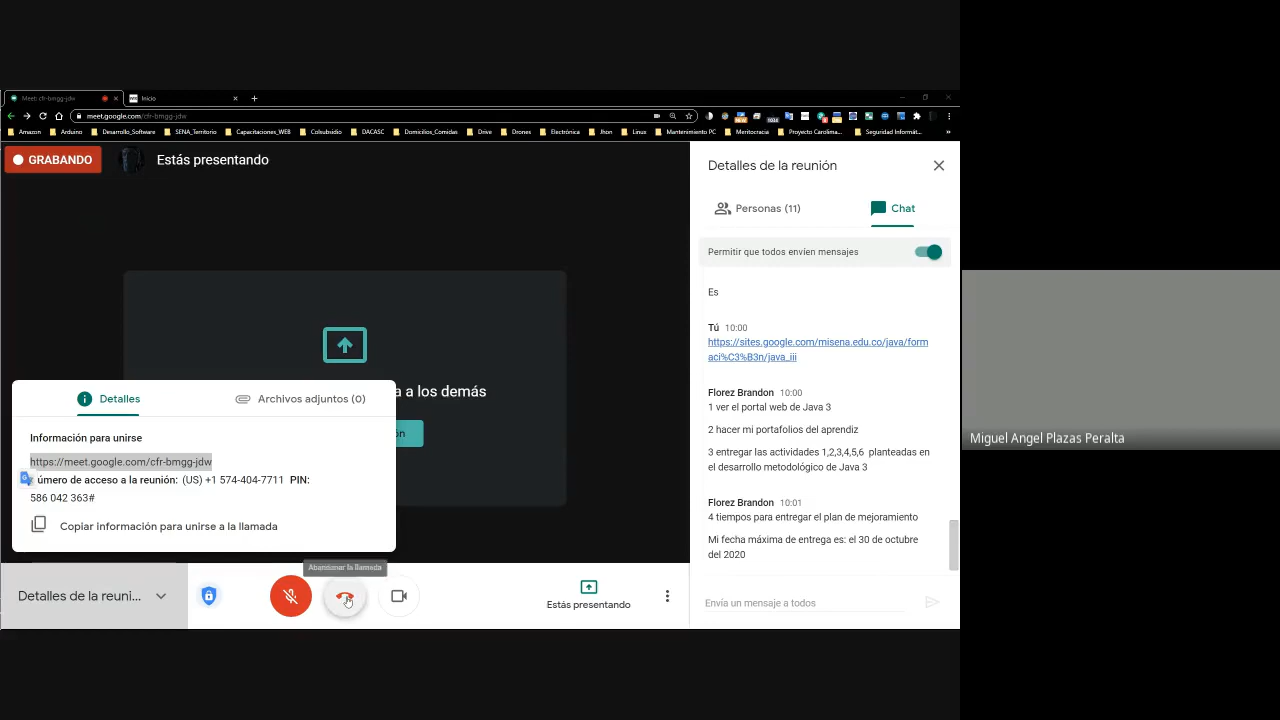 Meet: cfr-bmgg-jdw
Inicio
meet.google.com/cfr-bmgg-jdw
Amazon Arduino Desarrollo_Software SENA_Territorio Capacitaciones_WEB Colsubsidio DACASC Domicilios_Comidas Drive Drones Electrónica Jhon Linux Mantenimiento PC Meritocracia Proyecto Carolina... Seguridad Informát...
GRABANDO
Estás presentando
Detalles de la reunión
Personas (11)
Chat
Permitir que todos envíen mensajes
Es
Tú 10:00
https://sites.google.com/misena.edu.co/java/form
aci%C3%B3n/java_iii
Florez Brandon 10:00
1 ver el portal web de Java 3
2 hacer mi portafolios del aprendiz
3 entregar las actividades 1,2,3,4,5,6 planteadas en
el desarrollo metodológico de Java 3
Florez Brandon 10:01
4 tiempos para entregar el plan de mejoramiento
Mi fecha máxima de entrega es: el 30 de octubre
del 2020
Envía un mensaje a todos
a los demás
ón
Detalles
Archivos adjuntos (0)
Información para unirse
https://meet.google.com/cfr-bmgg-jdw
úmero de acceso a la reunión: (US) +1 574-404-7711 PIN:
586 042 363#
Copiar información para unirse a la llamada
Abandonar la llamada
Detalles de la reuni...
Estás presentando
Miguel Angel Plazas Peralta